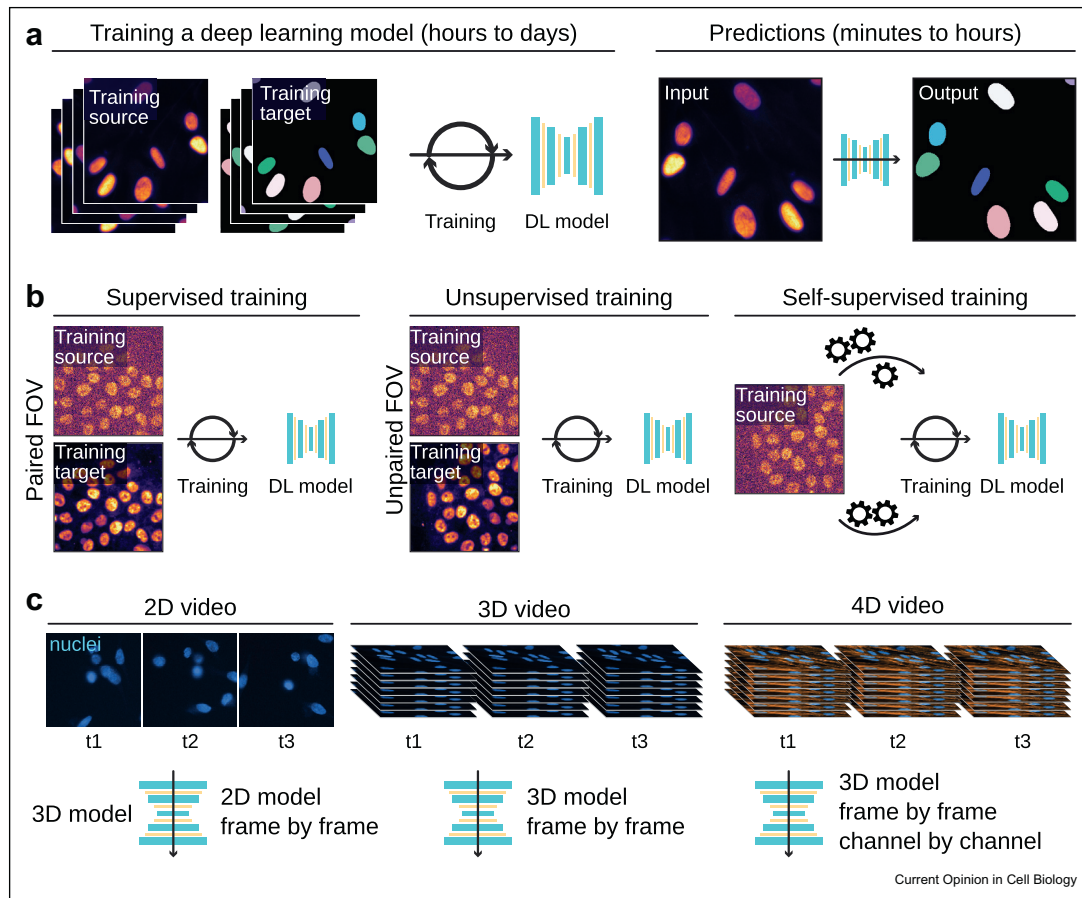 a
Training a deep learning model (hours to days)
Predictions (minutes to hours)
Training
source
Training
target
Training
DL model
Input
Output
b
Supervised training
Unsupervised training
Self-supervised training
Paired FOV
Training
source
Training
target
Training
DL model
Unpaired FOV
Training
source
Training
target
Training
DL model
Training
source
Training
DL model
c
2D video
3D video
4D video
nuclei
t1
t2
t3
t1
t2
t3
t1
t2
t3
3D model
2D model
frame by frame
3D model
frame by frame
3D model
frame by frame
channel by channel
Current Opinion in Cell Biology